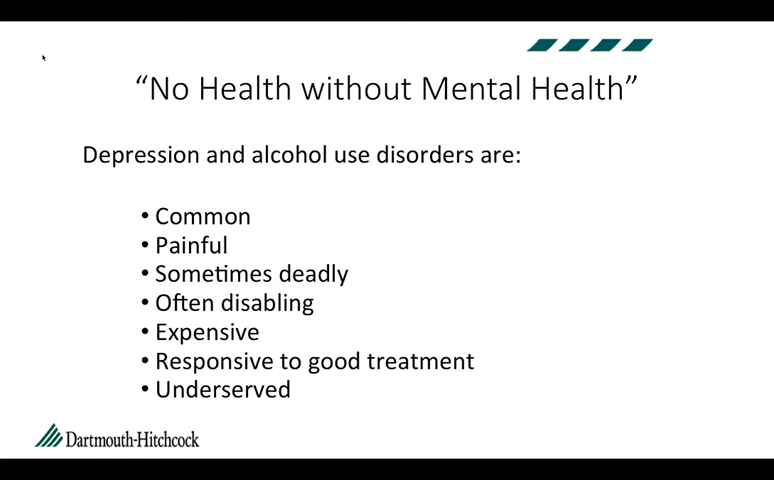 “No Health without Mental Health”
Depression and alcohol use disorders are:
• Common
• Painful
• Sometimes deadly
• Often disabling
• Expensive
• Responsive to good treatment
• Underserved
Dartmouth-Hitchcock